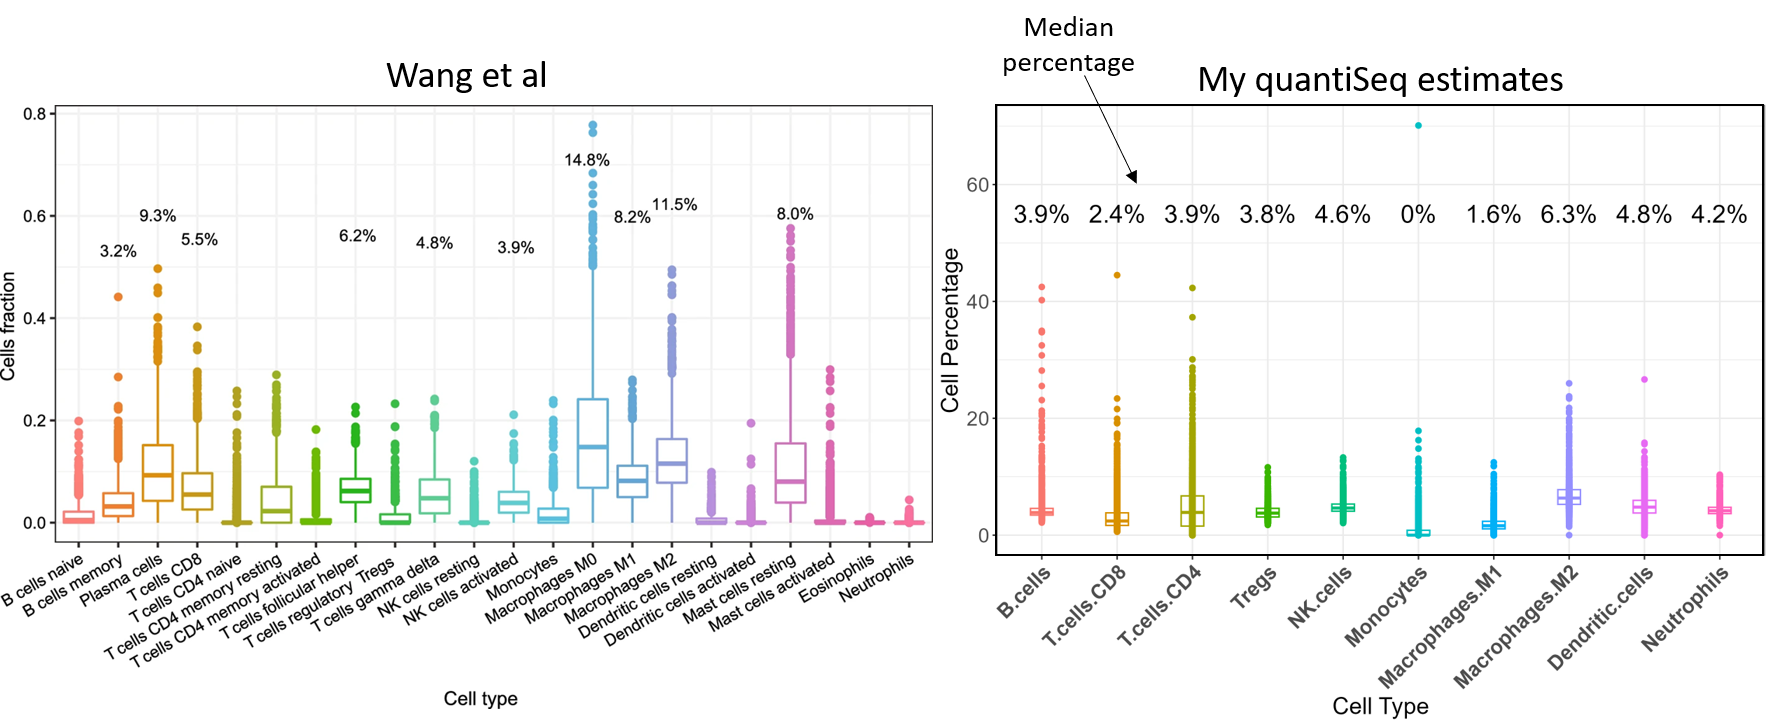 Median
percentage
Wang et al
My quantiSeq estimates
Cells fraction
0.8
0.6
0.4
0.2
0.0
3.2%
9.3%
5.5%
6.2%
4.8%
3.9%
14.8%
8.2%
11.5%
8.0%
B cells naive
B cells memory
Plasma cells
T cells CD8
T cells CD4 naive
T cells CD4 memory resting
T cells CD4 memory activated
T cells follicular helper
T cells regulatory Tregs
T cells gamma delta
NK cells resting
NK cells activated
Monocytes
Macrophages M0
Macrophages M1
Macrophages M2
Dendritic cells resting
Dendritic cells activated
Mast cells resting
Mast cells activated
Eosinophils
Neutrophils
Cell type
Cell Percentage
60
40
20
0
3.9%
2.4%
3.9%
3.8%
4.6%
0%
1.6%
6.3%
4.8%
4.2%
B.cells
T.cells.CD8
T.cells.CD4
Tregs
NK.cells
Monocytes
Macrophages.M1
Macrophages.M2
Dendritic.cells
Neutrophils
Cell Type